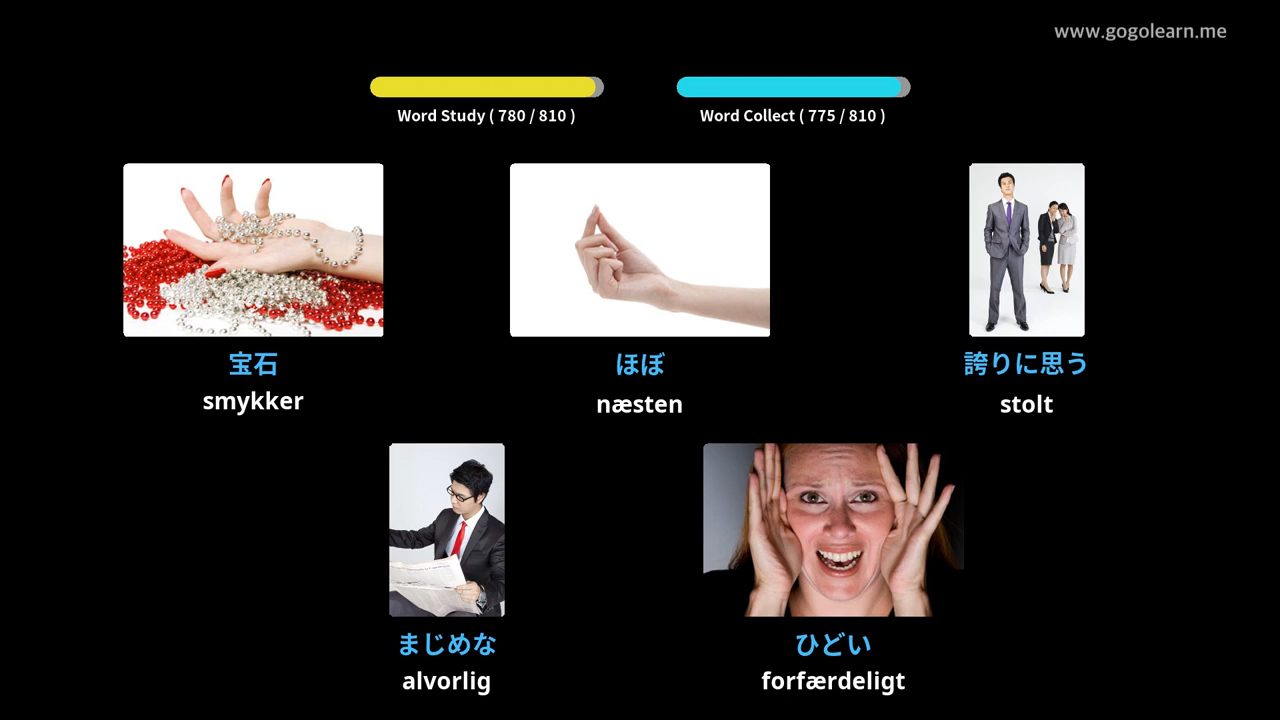 www.gogolearn.me
Word Study ( 780 / 810 )
Word Collect ( 775 / 810 )
宝石
smykker
ほぼ
næsten
誇りに思う
stolt
まじめな
alvorlig
ひどい
forfærdeligt